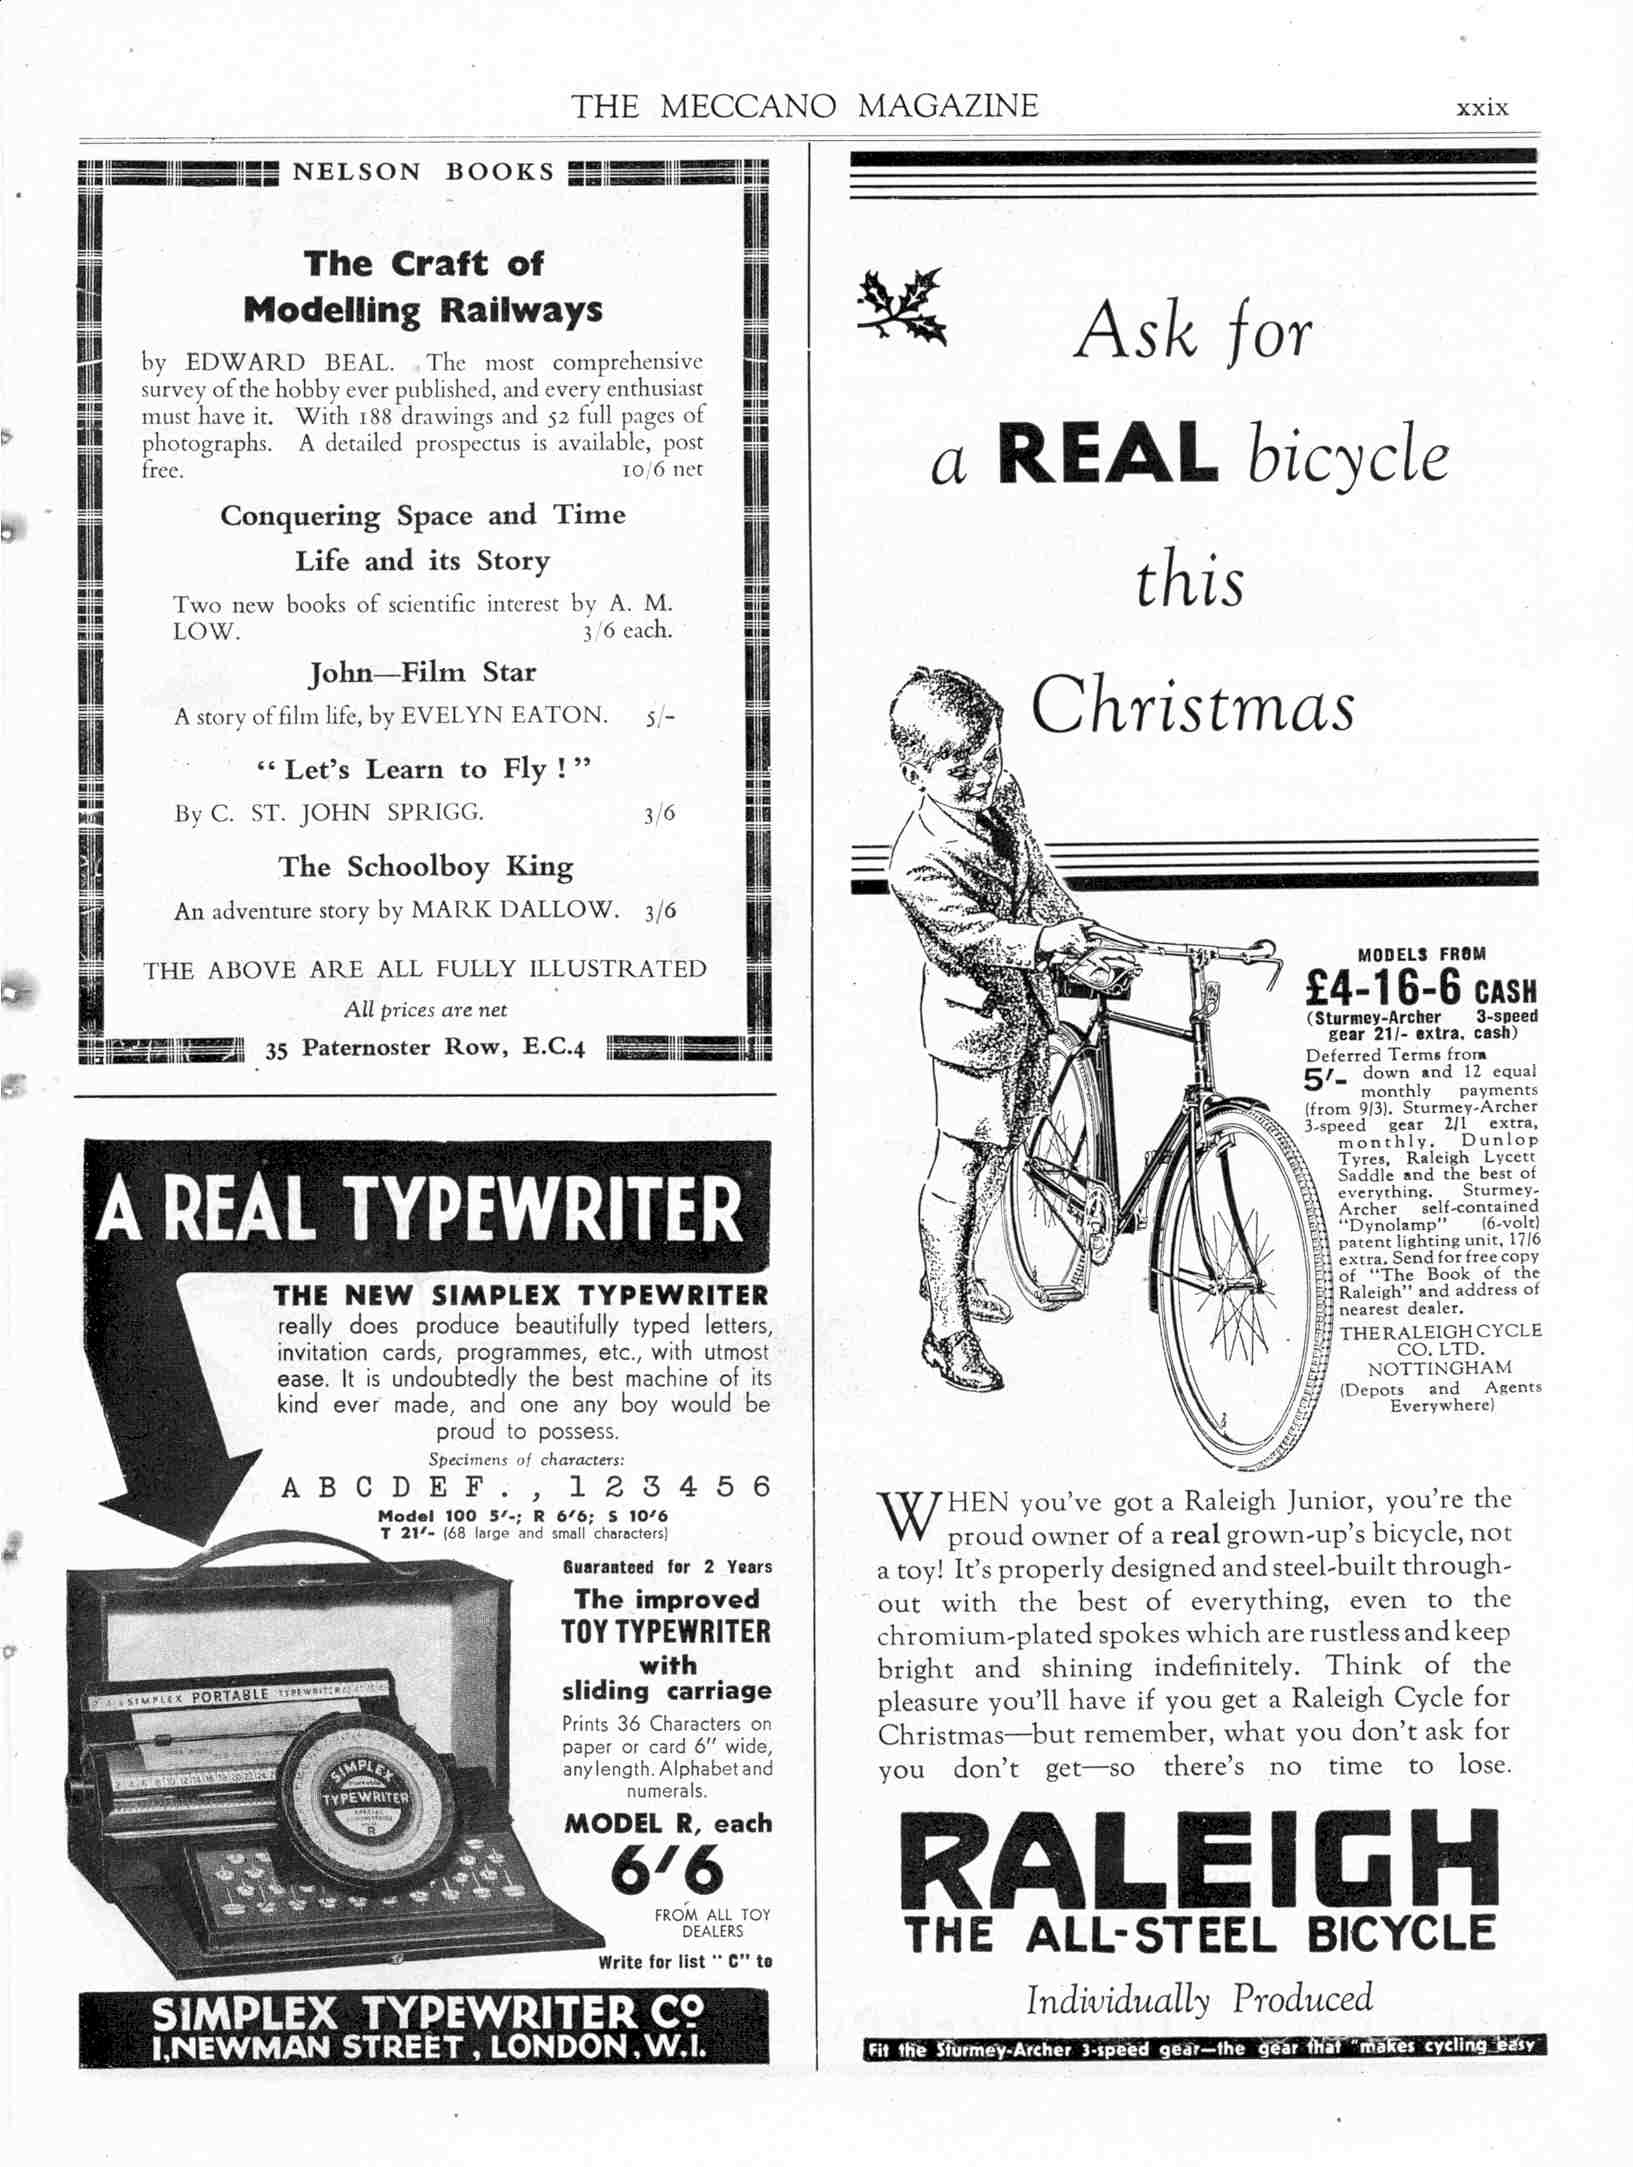 THE MECCANO MAGAZINE
xxix
NELSON BOOKS
The Craft of
Modelling Railways
by EDWARD BEAL. The most comprehensive
survey of the hobby ever published, and every enthusiast
must have it. With 188 drawings and 52 full pages of
photographs. A detailed prospectus is available, post
free. 10/6 net
Conquering Space and Time
Life and its Story
Two new books of scientific interest by A. M.
LOW. 3/6 each.
John—Film Star
A story of film life, by EVELYN EATON. 5/-
“Let's Learn to Fly!”
By C. ST. JOHN SPRIGG. 3/6
The Schoolboy King
An adventure story by MARK DALLOW. 3/6
THE ABOVE ARE ALL FULLY ILLUSTRATED
All prices are net
35 Paternoster Row, E.C.4
A REAL TYPEWRITER
THE NEW SIMPLEX TYPEWRITER
really does produce beautifully typed letters,
invitation cards, programmes, etc., with utmost
ease. It is undoubtedly the best machine of its
kind ever made, and one any boy would be
proud to possess.
Specimens of characters:
A B C D E F . , 1 2 3 4 5 6
Model 100 5/-; R 6/6; S 10/6
T 21/- (68 large and small characters)
Guaranteed for 2 Years
The improved
TOY TYPEWRITER
with
sliding carriage
Prints 36 Characters on
paper or card 6" wide,
any length. Alphabet and
numerals.
MODEL R, each
6/6
FROM ALL TOY
DEALERS
Write for list "C" to
SIMPLEX PORTABLE TYPEWRITER
SIMPLEX
TYPEWRITER
R
SIMPLEX TYPEWRITER Co
1, NEWMAN STREET, LONDON, W.1.
Ask for
a REAL bicycle
this
Christmas
MODELS FROM
£4-16-6 CASH
(Sturmey-Archer 3-speed
gear 21/- extra, cash)
Deferred Terms from
5/- down and 12 equal
monthly payments
(from 9/3). Sturmey-Archer
3-speed gear 2/1 extra,
monthly. Dunlop
Tyres, Raleigh Lycett
Saddle and the best of
everything. Sturmey-
Archer self-contained
"Dynolamp" (6-volt)
patent lighting unit, 17/6
extra. Send for free copy
of "The Book of the
Raleigh" and address of
nearest dealer.
THE RALEIGH CYCLE
CO. LTD.
NOTTINGHAM
(Depots and Agents
Everywhere)
WHEN you've got a Raleigh Junior, you're the
proud owner of a real grown-up's bicycle, not
a toy! It's properly designed and steel-built through-
out with the best of everything, even to the
chromium-plated spokes which are rustless and keep
bright and shining indefinitely. Think of the
pleasure you'll have if you get a Raleigh Cycle for
Christmas—but remember, what you don't ask for
you don't get—so there's no time to lose.
RALEIGH
THE ALL-STEEL BICYCLE
Individually Produced
Fit the Sturmey-Archer 3-speed gear—the gear that "makes cycling easy